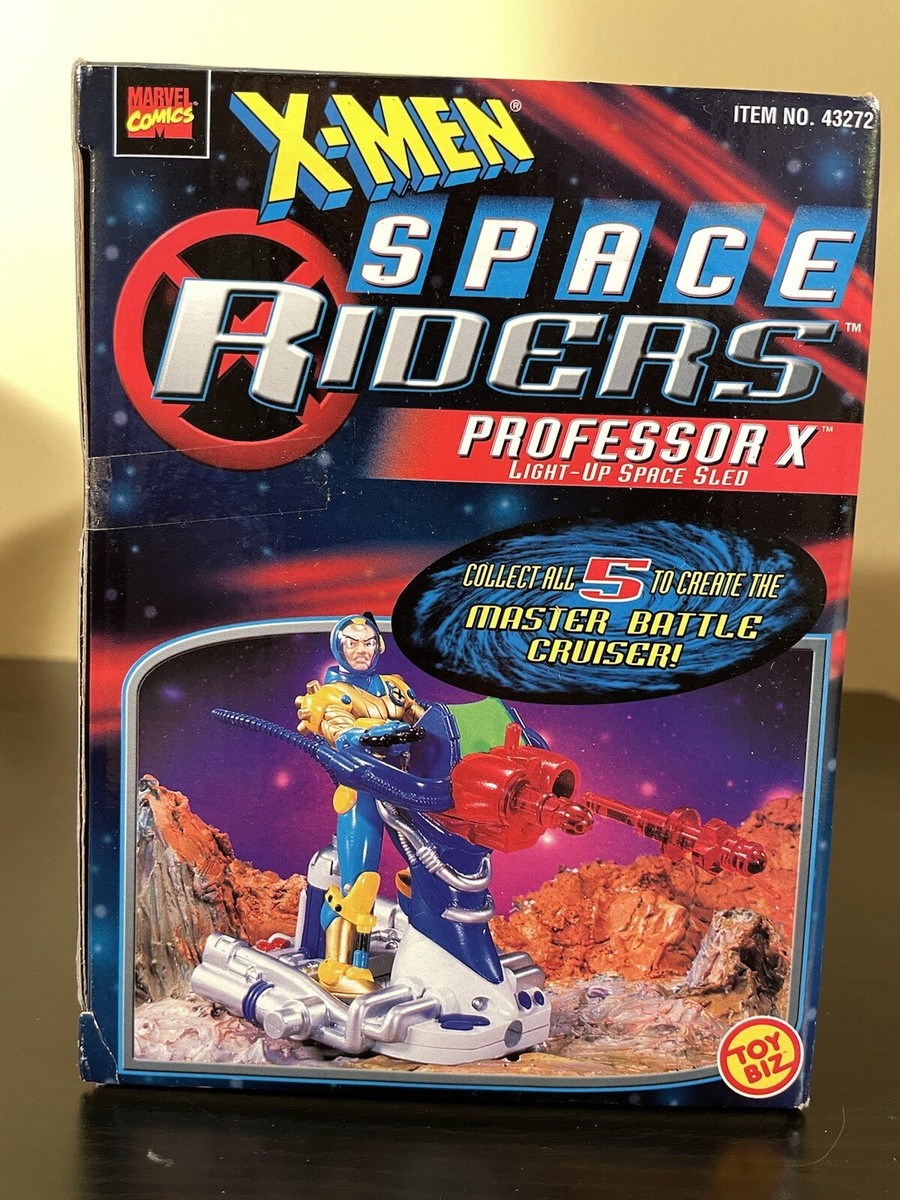 MARVEL
COMICS
X-MEN®
ITEM NO. 43272
SPACE
RIDERS™
PROFESSOR X™
LIGHT-UP SPACE SLED
COLLECT ALL 5 TO CREATE THE
MASTER BATTLE
CRUISER!
TOY
BIZ